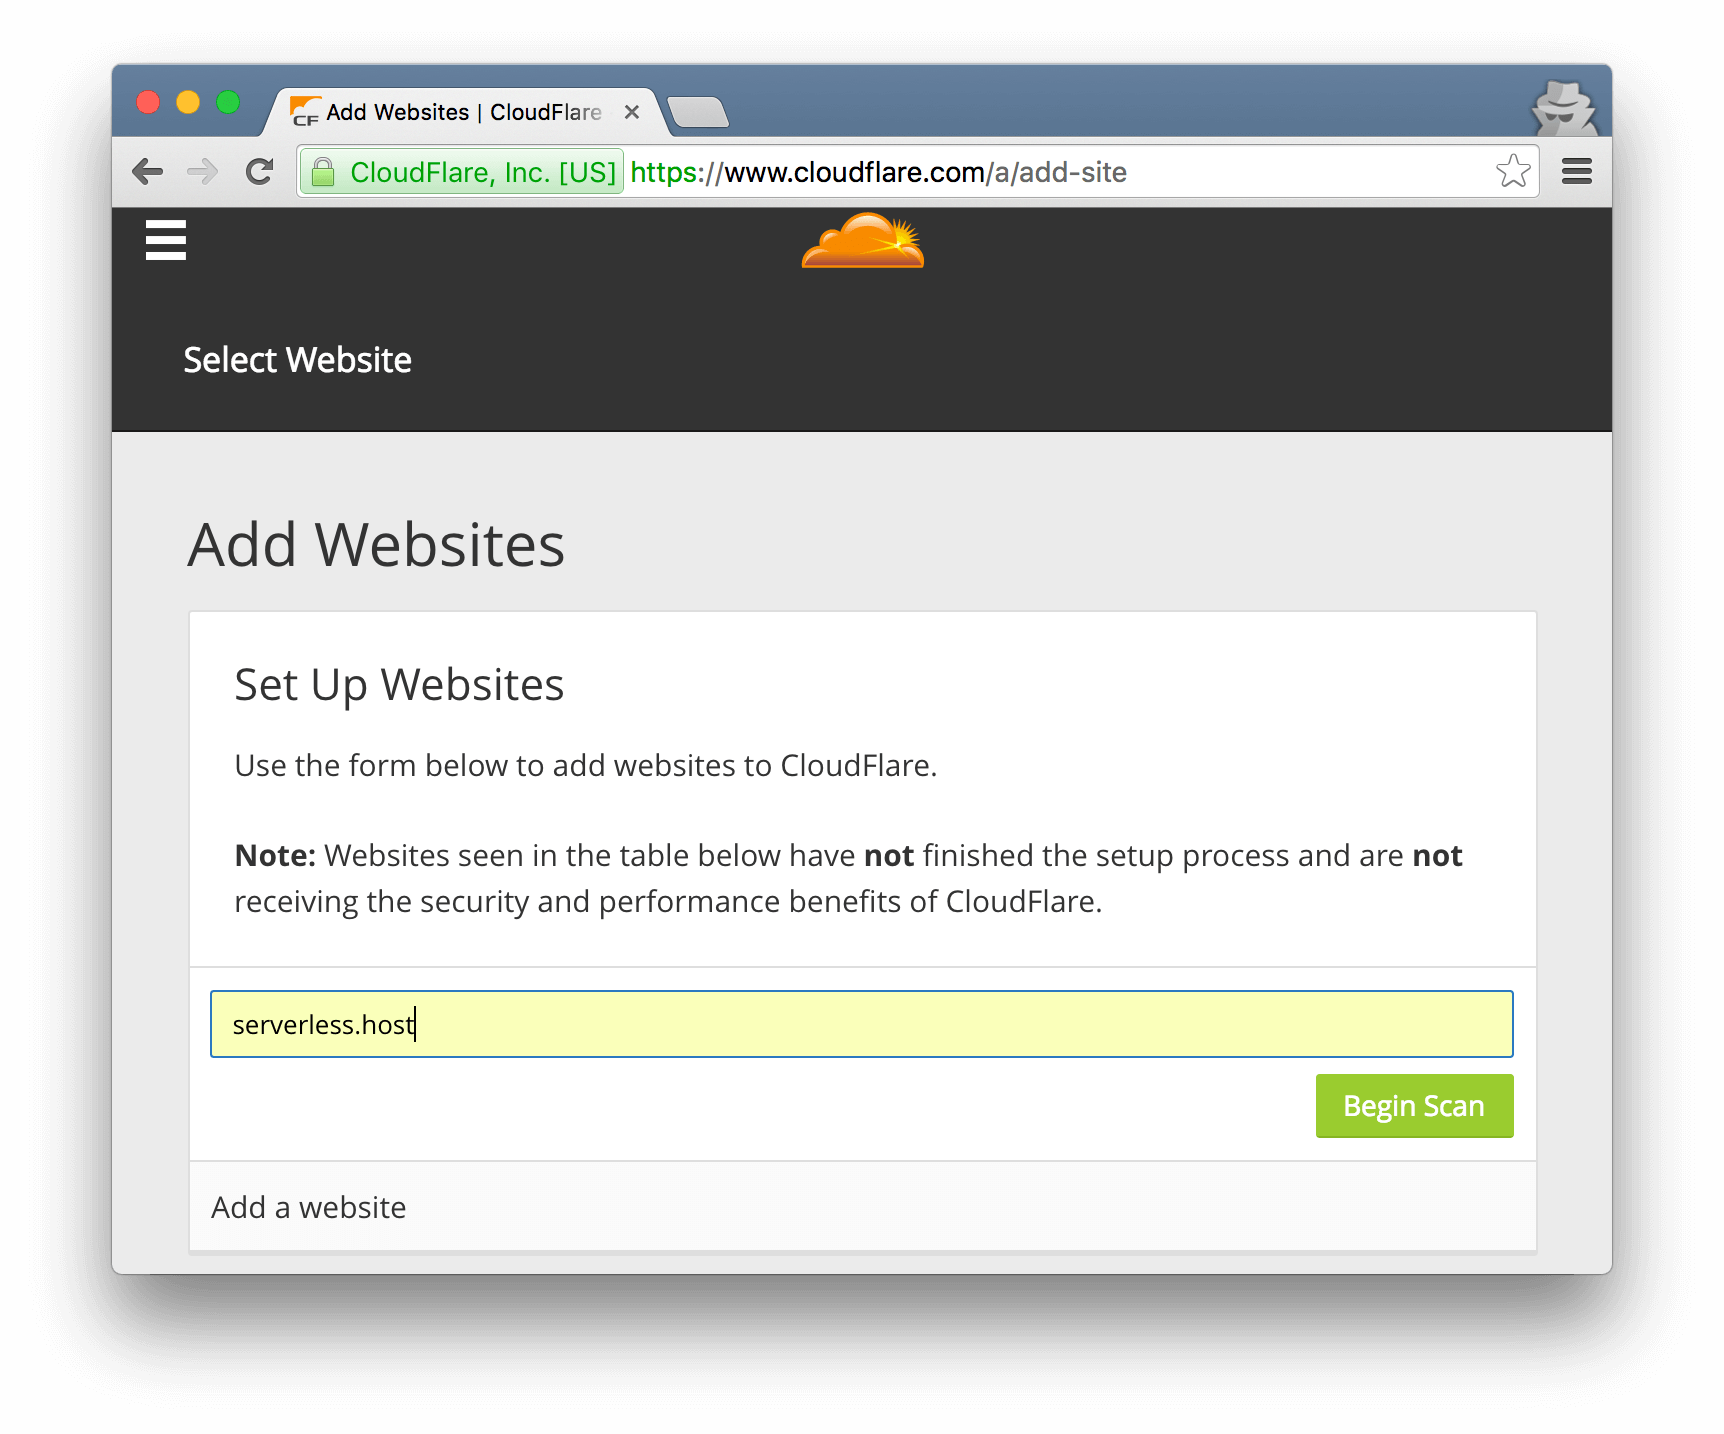 Add Websites | CloudFlare
CF
CloudFlare, Inc. [US] https://www.cloudflare.com/a/add-site
Select Website
Add Websites
Set Up Websites
Use the form below to add websites to CloudFlare.
Note: Websites seen in the table below have not finished the setup process and are not
receiving the security and performance benefits of CloudFlare.
serverless.host
Begin Scan
Add a website